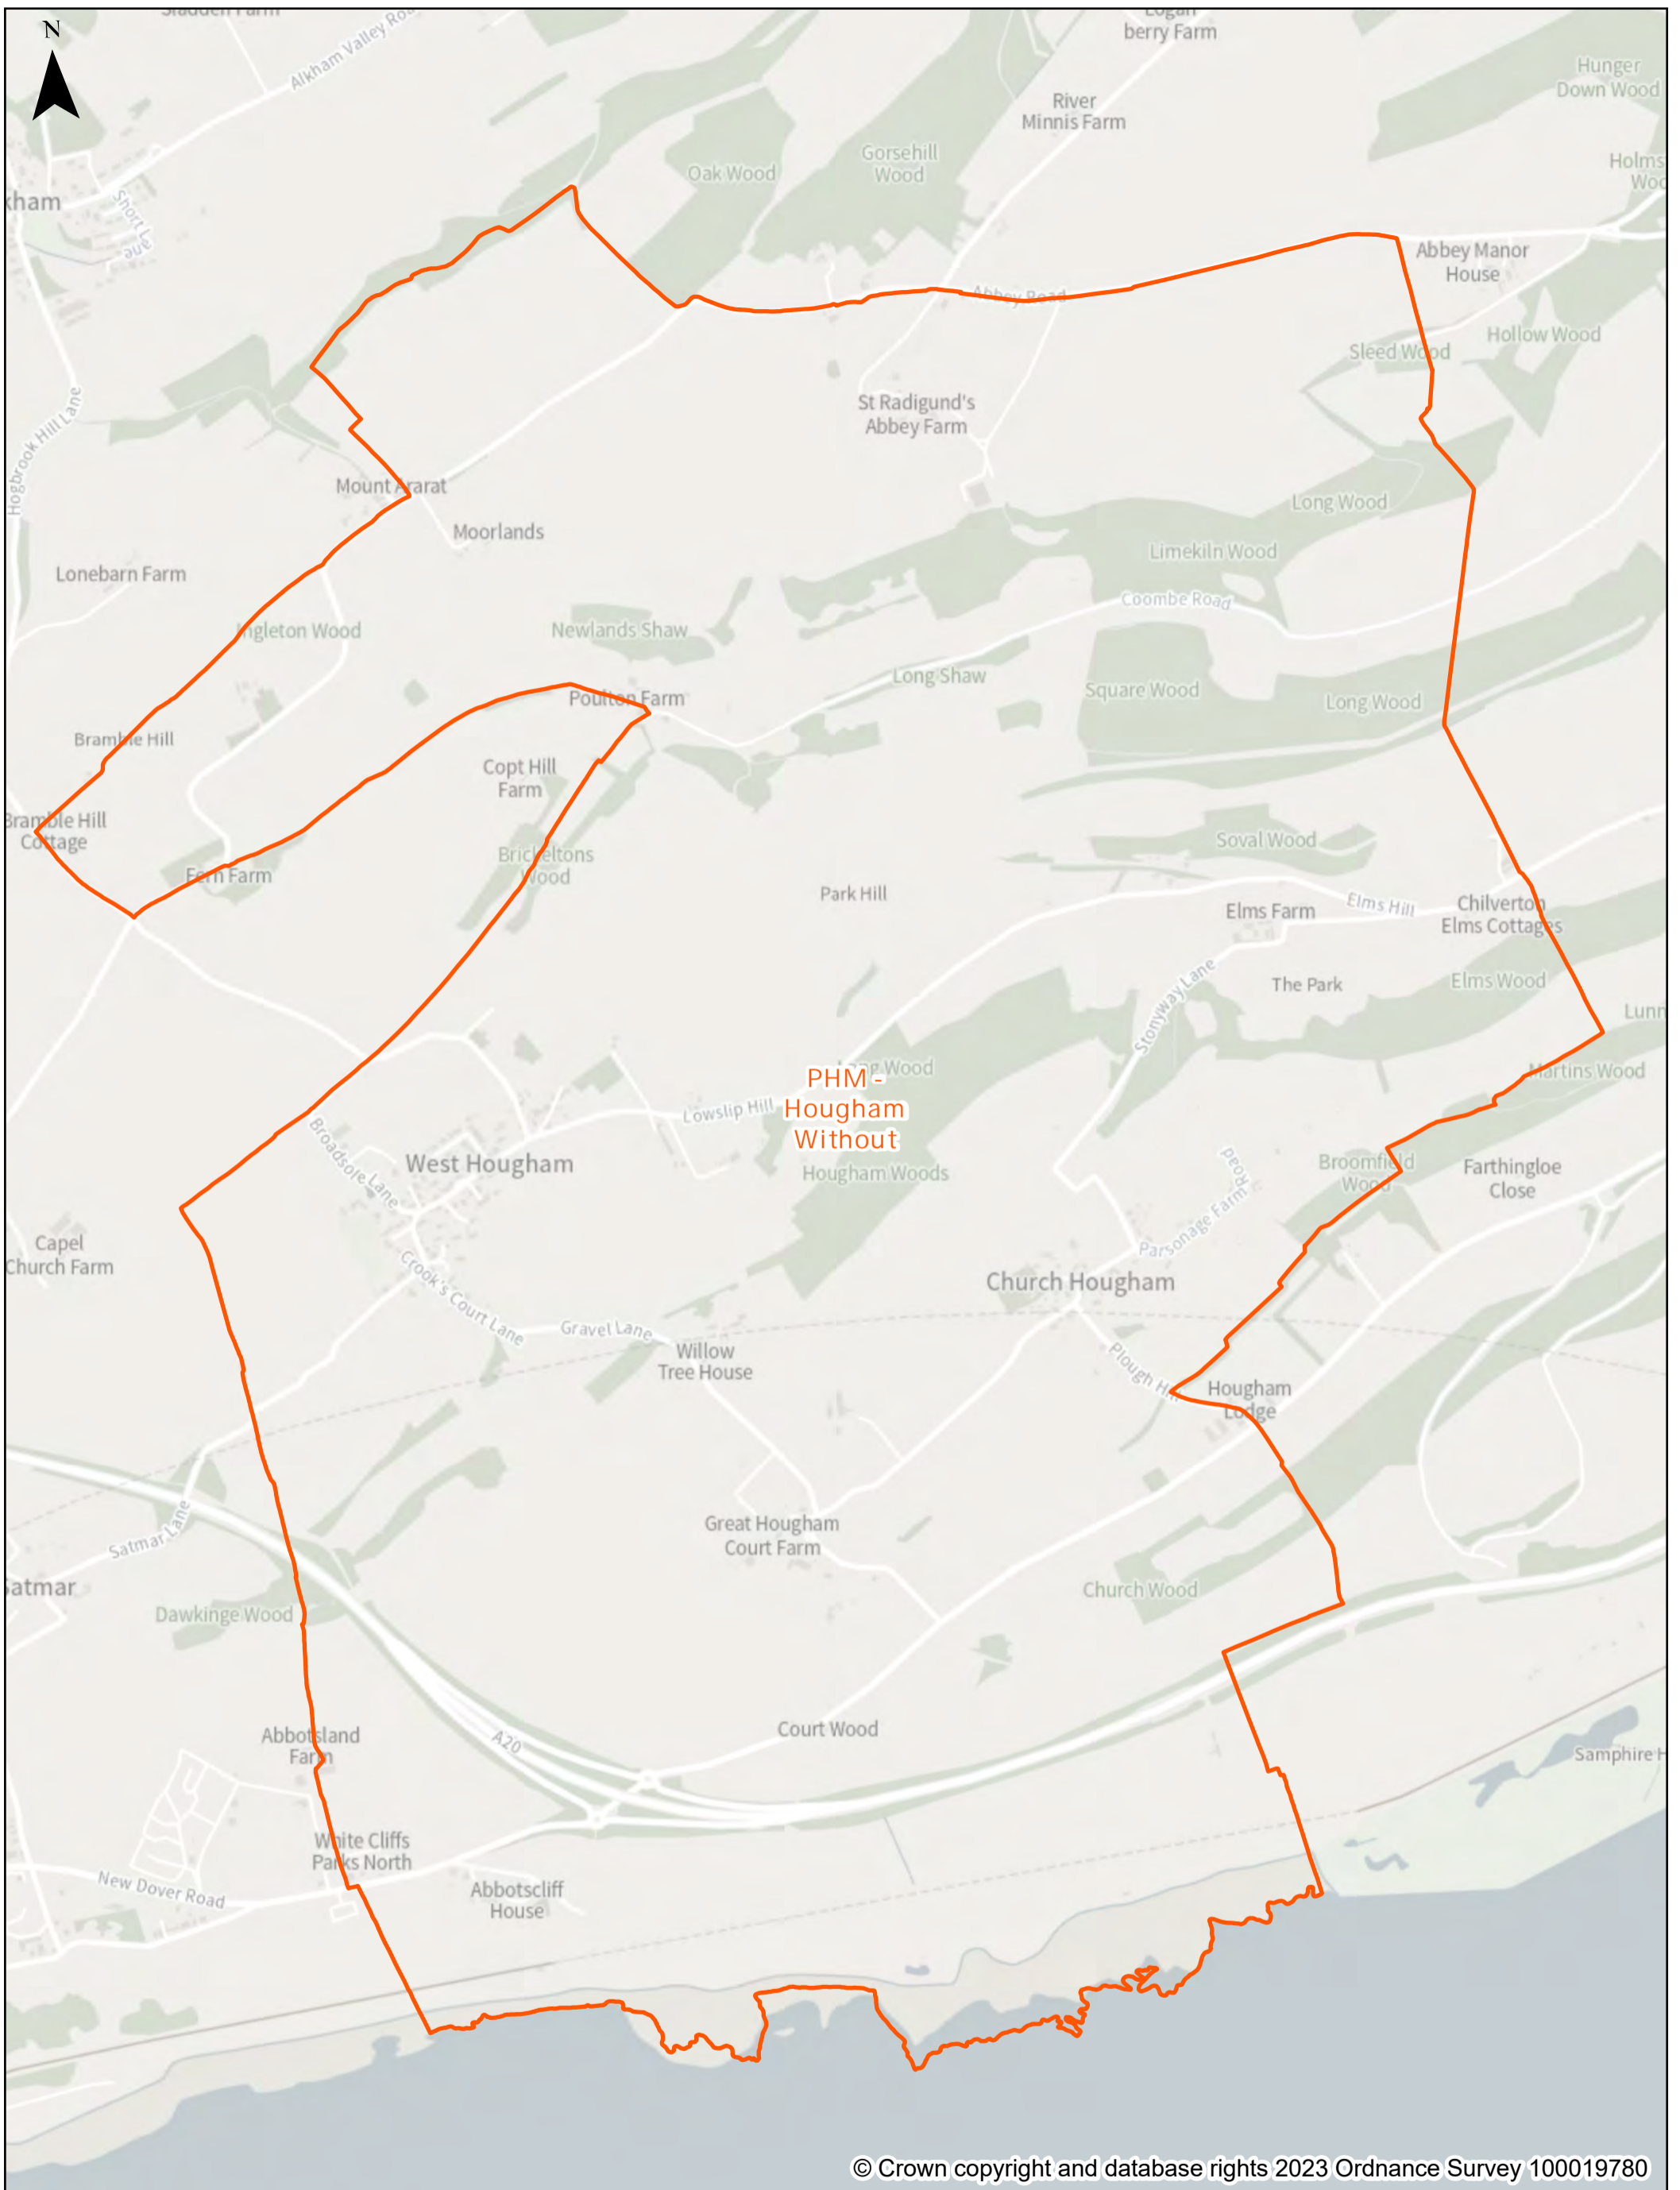 N
Alkham Valley Road
berry Farm
Hunger
Down Wood
River
Minnis Farm
Oak Wood
Gorsehill
Wood
Short Lane
Abbey Manor
House
Abbey Road
Hollow Wood
Sleed Wood
St Radigund's
Abbey Farm
Hogbrook Hill Lane
Mount Ararat
Long Wood
Moorlands
Limekiln Wood
Lonebarn Farm
Coombe Road
Ingleton Wood
Newlands Shaw
Long Shaw
Square Wood
Poulton Farm
Long Wood
Bramble Hill
Copt Hill
Farm
Bramble Hill
Cottage
Soval Wood
Brickeltons
Wood
Fern Farm
Park Hill
Elms Farm
Elms Hill
Chilverton
Elms Cottages
The Park
Elms Wood
Stonyway Lane
Lunn
Long Wood
Martins Wood
PHM -
Hougham
Without
Lowslip Hill
Broadsole Lane
West Hougham
Hougham Woods
Broomfield
Wood
Farthingloe
Close
Parsonage Farm Road
Capel
Church Farm
Church Hougham
Crook's Court Lane
Gravel Lane
Willow
Tree House
Plough Hill
Hougham
Lodge
Great Hougham
Court Farm
Satmar Lane
Satmar
Church Wood
Dawkinge Wood
Abbotsland
Farm
A20
Court Wood
Samphire H
White Cliffs
Parks North
New Dover Road
Abbotscliff
House
© Crown copyright and database rights 2023 Ordnance Survey 100019780